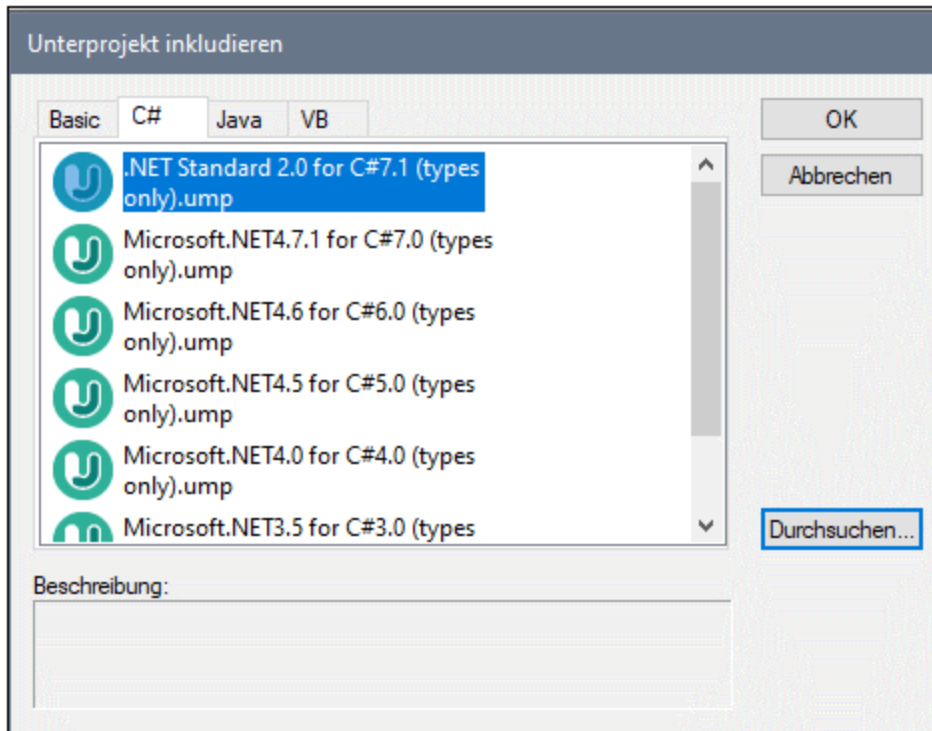 Unterprojekt inkludieren
Basic C# Java VB
OK
.NET Standard 2.0 for C#7.1 (types
only).ump
Abbrechen
Microsoft.NET4.7.1 for C#7.0 (types
only).ump
Microsoft.NET4.6 for C#6.0 (types
only).ump
Microsoft.NET4.5 for C#5.0 (types
only).ump
Microsoft.NET4.0 for C#4.0 (types
only).ump
Microsoft.NET3.5 for C#3.0 (types
Durchsuchen...
Beschreibung: